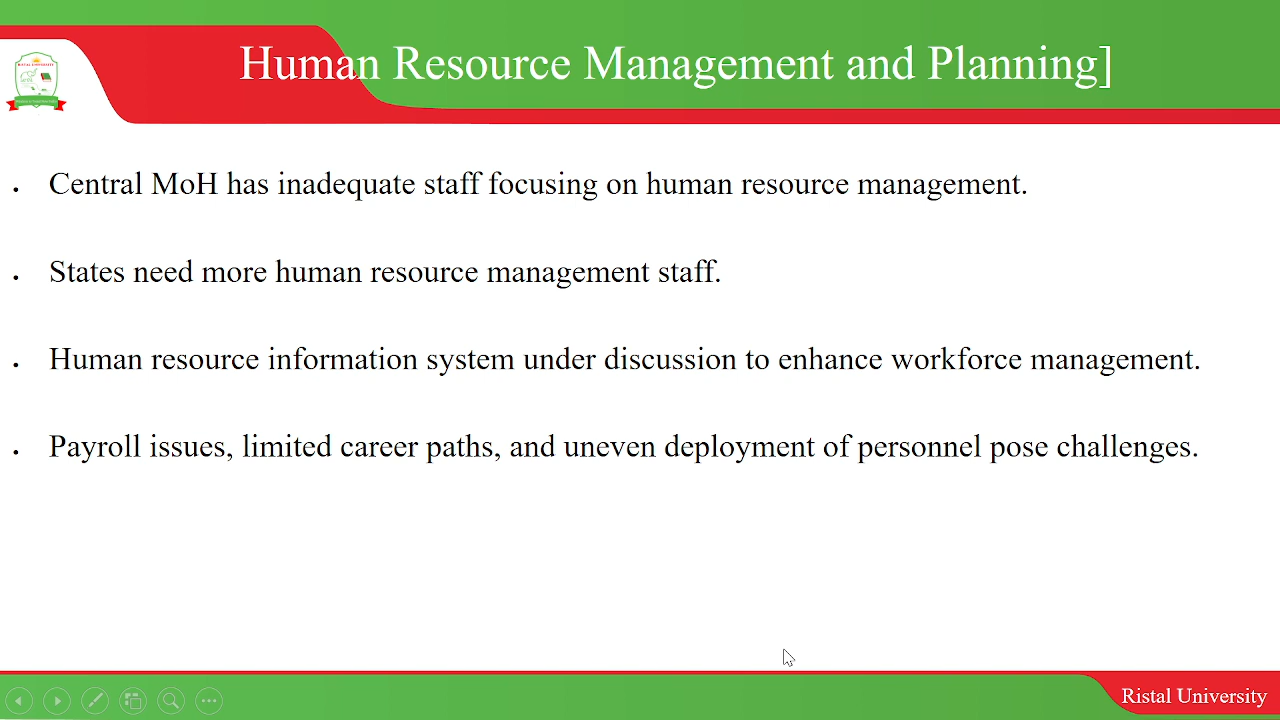 Human Resource Management and Planning]
RISTAL UNIVERSITY
• Central MoH has inadequate staff focusing on human resource management.
• States need more human resource management staff.
• Human resource information system under discussion to enhance workforce management.
• Payroll issues, limited career paths, and uneven deployment of personnel pose challenges.
Ristal University